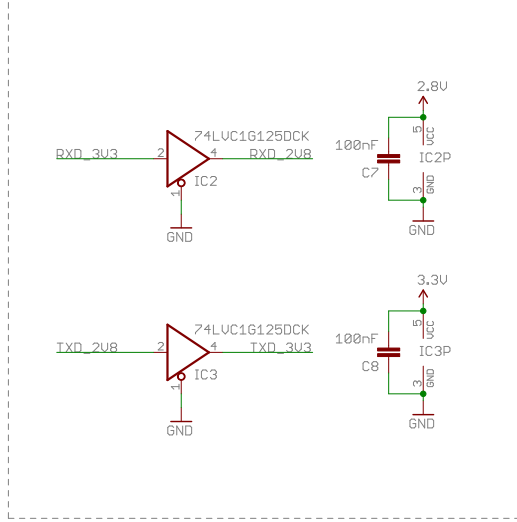 2.8V
74LVC1G125DCK
5
VCC
100nF
RXD_3V3
2
4
RXD_2V8
IC2P
C7
IC2
1
3
GND
GND
GND
3.3V
74LVC1G125DCK
5
VCC
100nF
TXD_2V8
2
4
TXD_3V3
IC3P
C8
IC3
1
3
GND
GND
GND